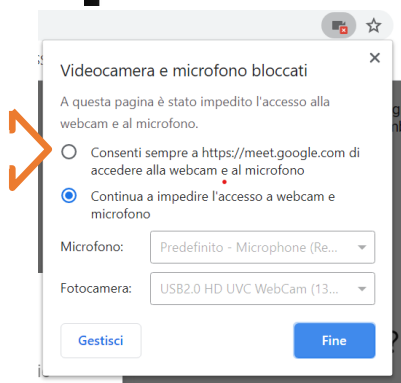 Videocamera e microfono bloccati
A questa pagina è stato impedito l'accesso alla
webcam e al microfono.
Consenti sempre a https://meet.google.com di
accedere alla webcam e al microfono
Continua a impedire l'accesso a webcam e
microfono
Microfono: Predefinito - Microphone (Re...
Fotocamera: USB2.0 HD UVC WebCam (13...
Gestisci Fine